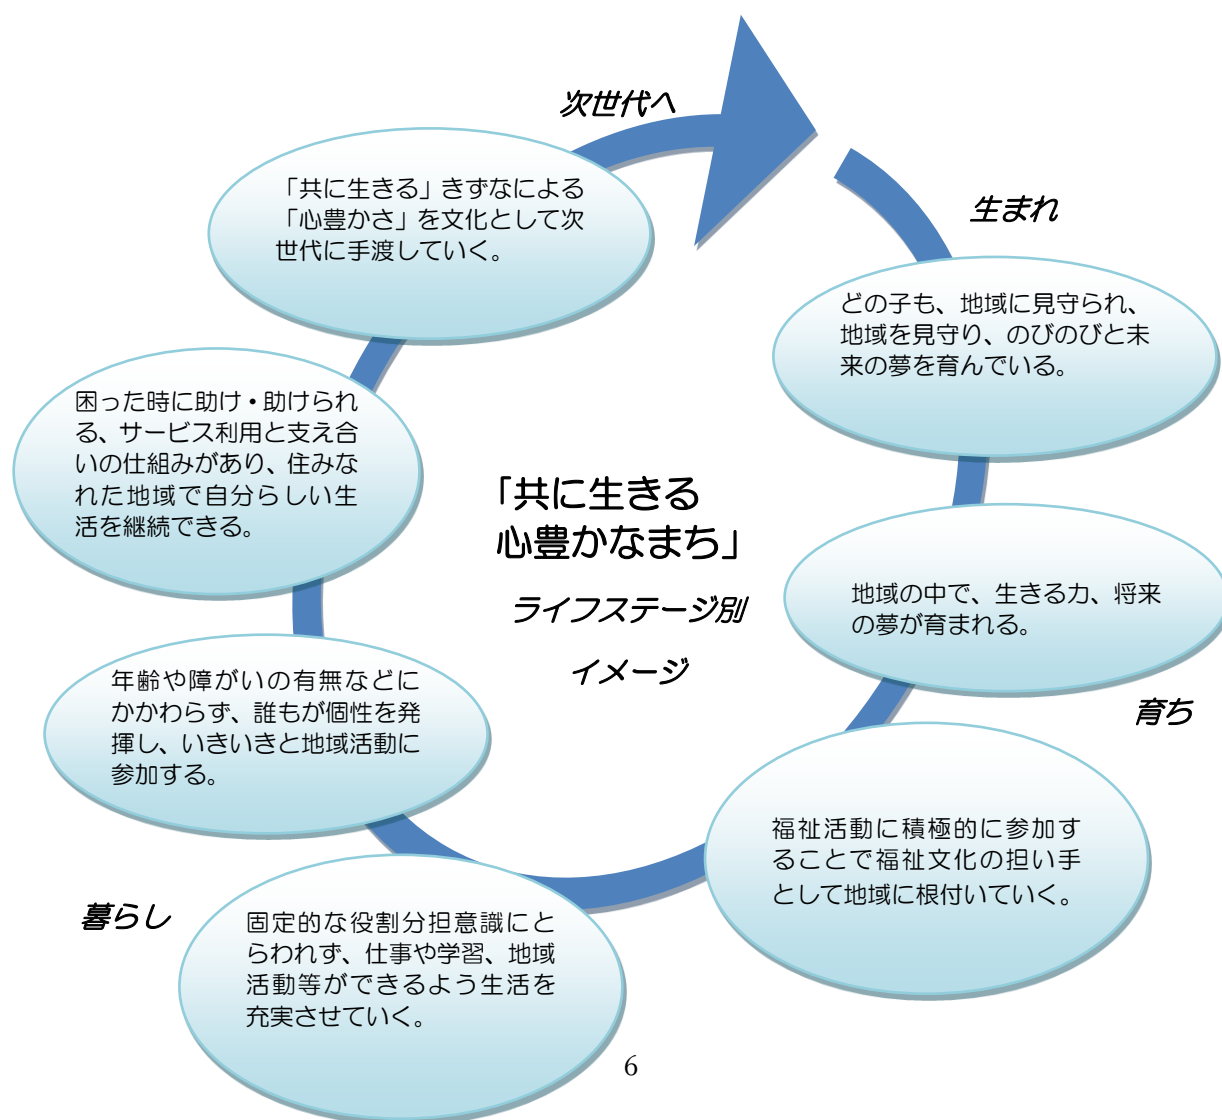 次世代へ
「共に生きる」きずなによる
「心豊かさ」を文化として次
世代に手渡していく。
生まれ
どの子も、地域に見守られ、
地域を見守り、のびのびと未
来の夢を育んでいる。
困った時に助け・助けられ
る、サービス利用と支え合
いの仕組みがあり、住みな
れた地域で自分らしい生
活を継続できる。
「共に生きる
心豊かなまち」
ライフステージ別
イメージ
地域の中で、生きる力、将来
の夢が育まれる。
育ち
年齢や障がいの有無などに
かかわらず、誰もが個性を発
揮し、いきいきと地域活動に
参加する。
福祉活動に積極的に参加す
ることで福祉文化の担い手
として地域に根付いていく。
暮らし
固定的な役割分担意識にと
らわれず、仕事や学習、地域
活動等ができるよう生活を
充実させていく。
6